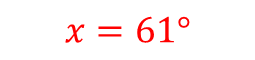 x = 61°